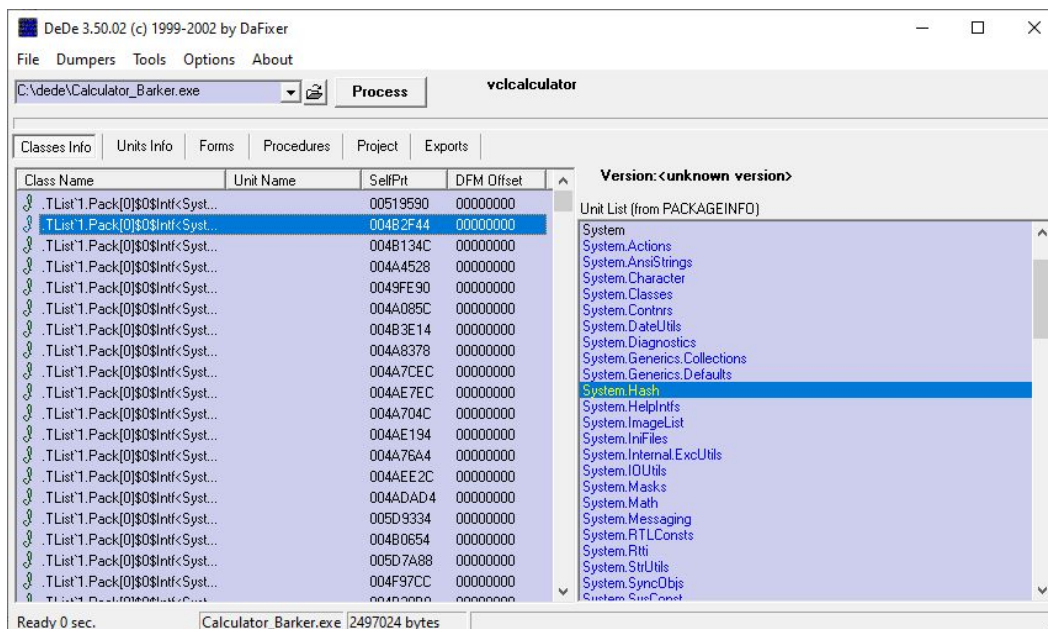 DeDe 3.50.02 (c) 1999-2002 by DaFixer
File Dumpers Tools Options About
C:\dede\Calculator_Barker.exe Process vclcalculator
Classes Info Units Info Forms Procedures Project Exports
Class Name Unit Name SelfPrt DFM Offset
.TList`1.Pack[0]$0$Intf<Syst... 00519590 00000000
.TList`1.Pack[0]$0$Intf<Syst... 004B2F44 00000000
.TList`1.Pack[0]$0$Intf<Syst... 004B134C 00000000
.TList`1.Pack[0]$0$Intf<Syst... 004A4528 00000000
.TList`1.Pack[0]$0$Intf<Syst... 0049FE90 00000000
.TList`1.Pack[0]$0$Intf<Syst... 004A085C 00000000
.TList`1.Pack[0]$0$Intf<Syst... 004B3E14 00000000
.TList`1.Pack[0]$0$Intf<Syst... 004A8378 00000000
.TList`1.Pack[0]$0$Intf<Syst... 004A7CEC 00000000
.TList`1.Pack[0]$0$Intf<Syst... 004AE7EC 00000000
.TList`1.Pack[0]$0$Intf<Syst... 004A704C 00000000
.TList`1.Pack[0]$0$Intf<Syst... 004AE194 00000000
.TList`1.Pack[0]$0$Intf<Syst... 004A76A4 00000000
.TList`1.Pack[0]$0$Intf<Syst... 004AEE2C 00000000
.TList`1.Pack[0]$0$Intf<Syst... 004ADAD4 00000000
.TList`1.Pack[0]$0$Intf<Syst... 005D9334 00000000
.TList`1.Pack[0]$0$Intf<Syst... 004B0654 00000000
.TList`1.Pack[0]$0$Intf<Syst... 005D7A88 00000000
.TList`1.Pack[0]$0$Intf<Syst... 004F97CC 00000000
Version:<unknown version>
Unit List (from PACKAGEINFO)
System
System.Actions
System.AnsiStrings
System.Character
System.Classes
System.Contnrs
System.DateUtils
System.Diagnostics
System.Generics.Collections
System.Generics.Defaults
System.Hash
System.HelpIntfs
System.ImageList
System.IniFiles
System.Internal.ExcUtils
System.IOUtils
System.Masks
System.Math
System.Messaging
System.RTLConsts
System.Rtti
System.StrUtils
System.SyncObjs
System.SysConst
Ready 0 sec. Calculator_Barker.exe 2497024 bytes